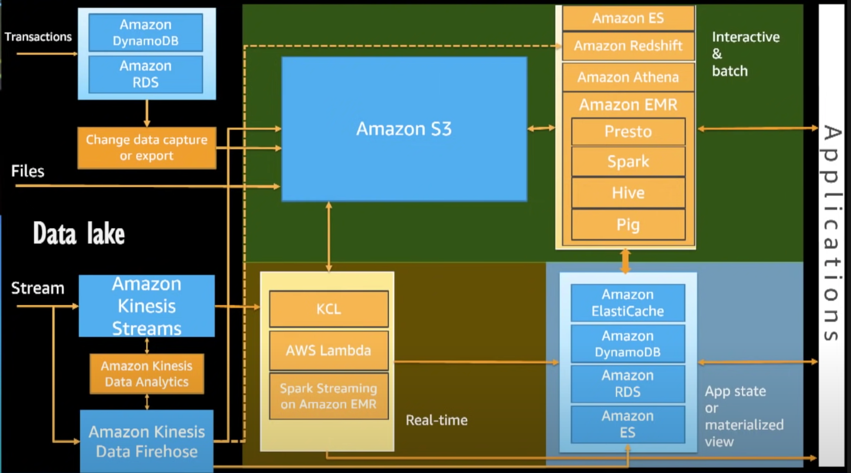 Transactions
Amazon
DynamoDB
Amazon
RDS
Change data capture
or export
Files
Data lake
Stream
Amazon
Kinesis
Streams
Amazon Kinesis
Data Analytics
Amazon Kinesis
Data Firehose
Amazon S3
KCL
AWS Lambda
Spark Streaming
on Amazon EMR
Real-time
Amazon ES
Amazon Redshift
Amazon Athena
Amazon EMR
Presto
Spark
Hive
Pig
Interactive
&
batch
Amazon
ElastiCache
Amazon
DynamoDB
Amazon
RDS
Amazon
ES
App state
or
materialized
view
Applications